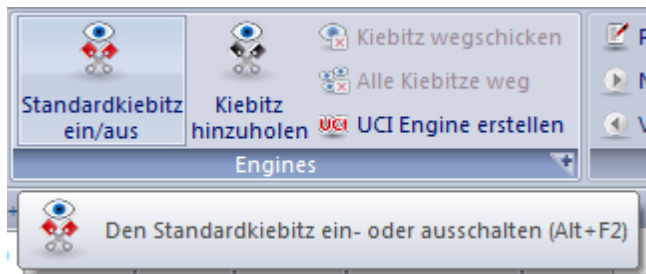 Standardkiebitz
ein/aus
Kiebitz
hinzuholen
Kiebitz wegschicken
Alle Kiebitze weg
UCI UCI Engine erstellen
Engines
Den Standardkiebitz ein- oder ausschalten (Alt+F2)